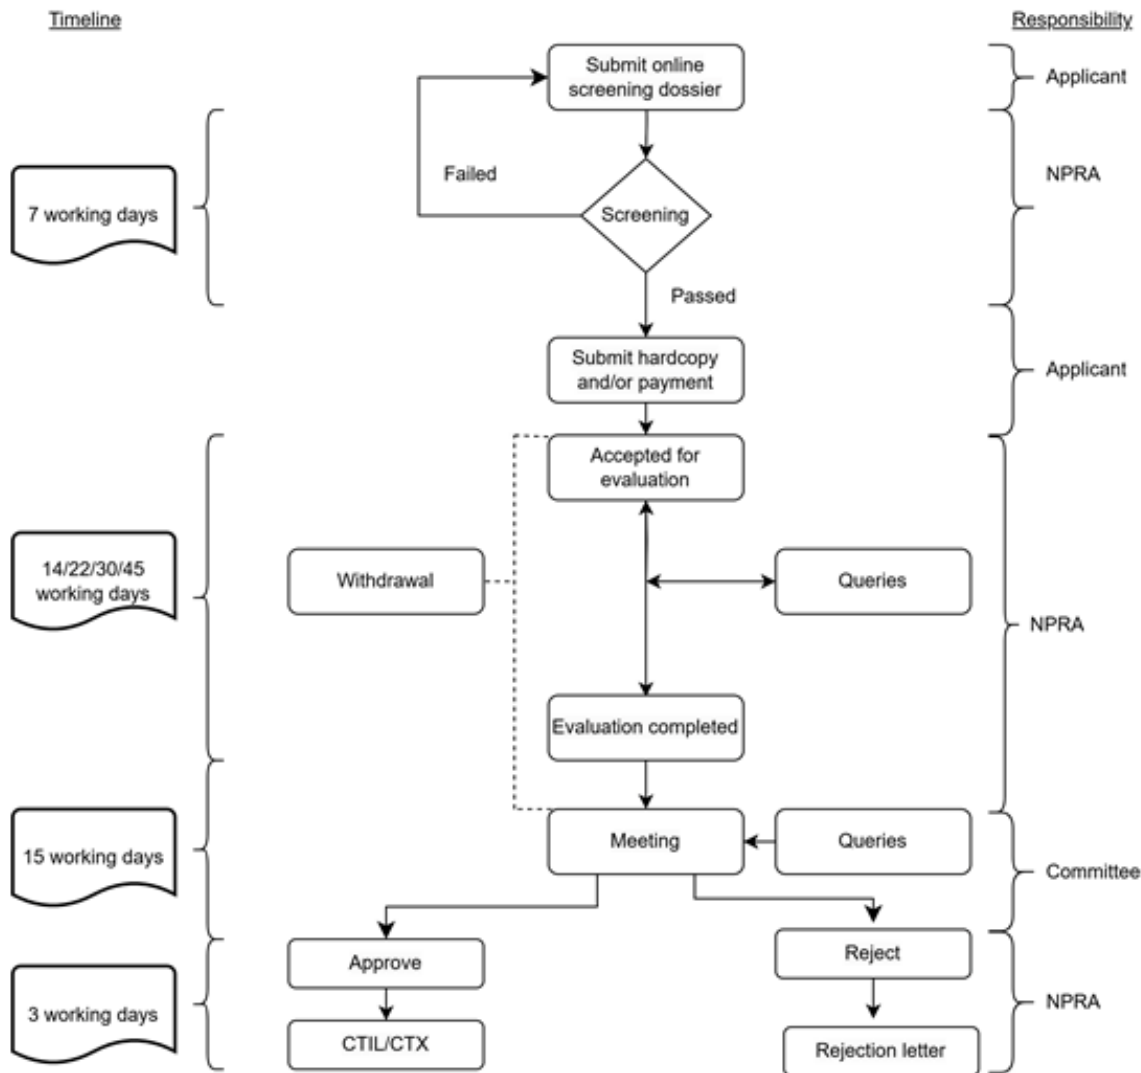 Timeline
Responsibility
Submit online
screening dossier
Applicant
Failed
NPRA
7 working days
Screening
Passed
Submit hardcopy
and/or payment
Applicant
Accepted for
evaluation
14/22/30/45
working days
Withdrawal
Queries
NPRA
Evaluation completed
15 working days
Meeting
Queries
Committee
Approve
Reject
3 working days
NPRA
CTIL/CTX
Rejection letter